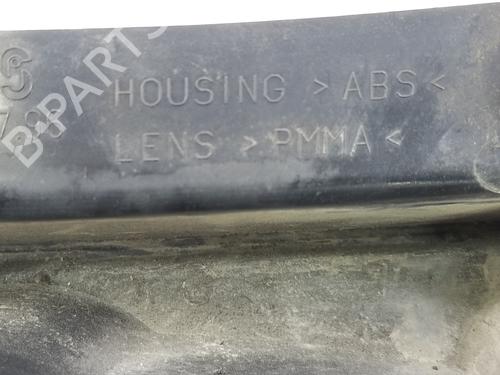 B-PARTS
HOUSING >ABS<
LENS >PMMA<